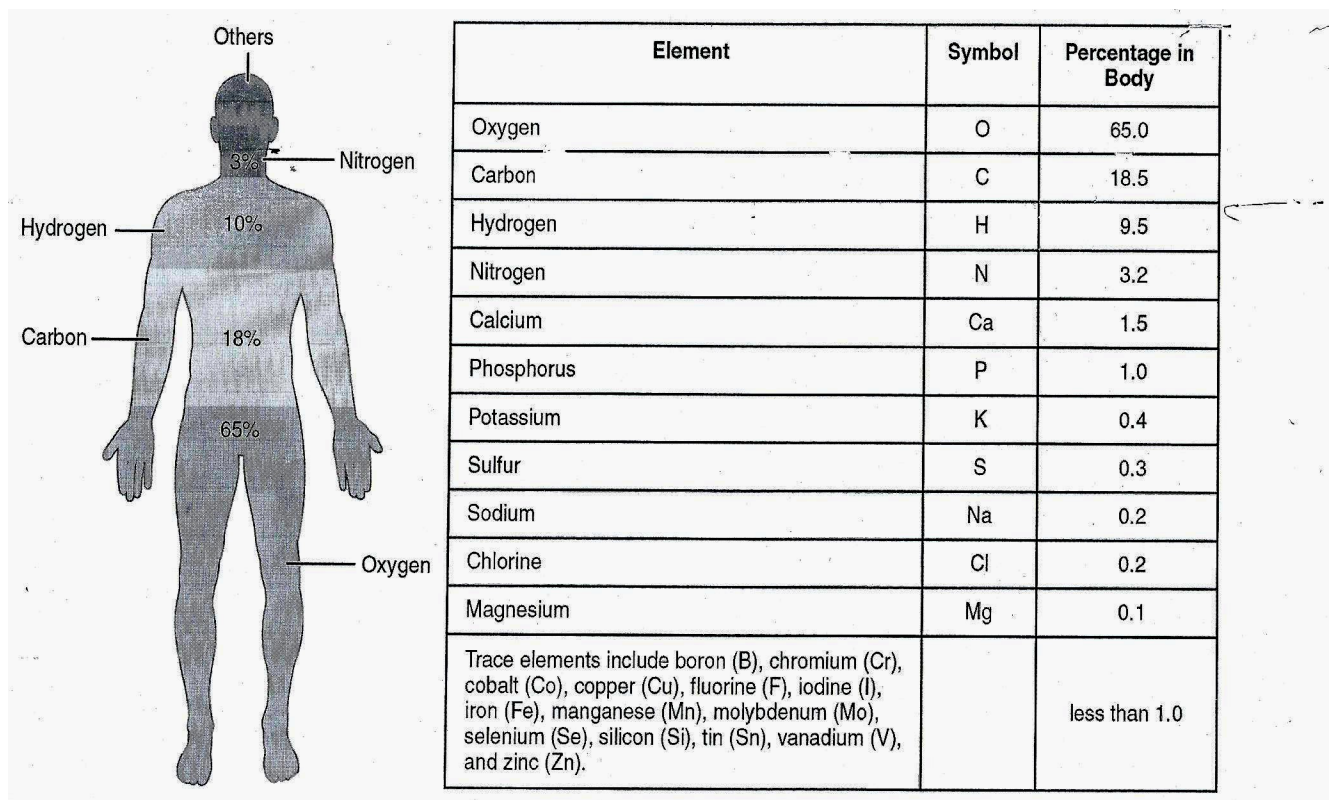 Others
3%
Nitrogen
Hydrogen
10%
Carbon
18%
65%
Oxygen
Element Symbol Percentage in
Body
Oxygen O 65.0
Carbon C 18.5
Hydrogen H 9.5
Nitrogen N 3.2
Calcium Ca 1.5
Phosphorus P 1.0
Potassium K 0.4
Sulfur S 0.3
Sodium Na 0.2
Chlorine Cl 0.2
Magnesium Mg 0.1
Trace elements include boron (B), chromium (Cr),
cobalt (Co), copper (Cu), fluorine (F), iodine (I),
iron (Fe), manganese (Mn), molybdenum (Mo),
selenium (Se), silicon (Si), tin (Sn), vanadium (V),
and zinc (Zn).
less than 1.0